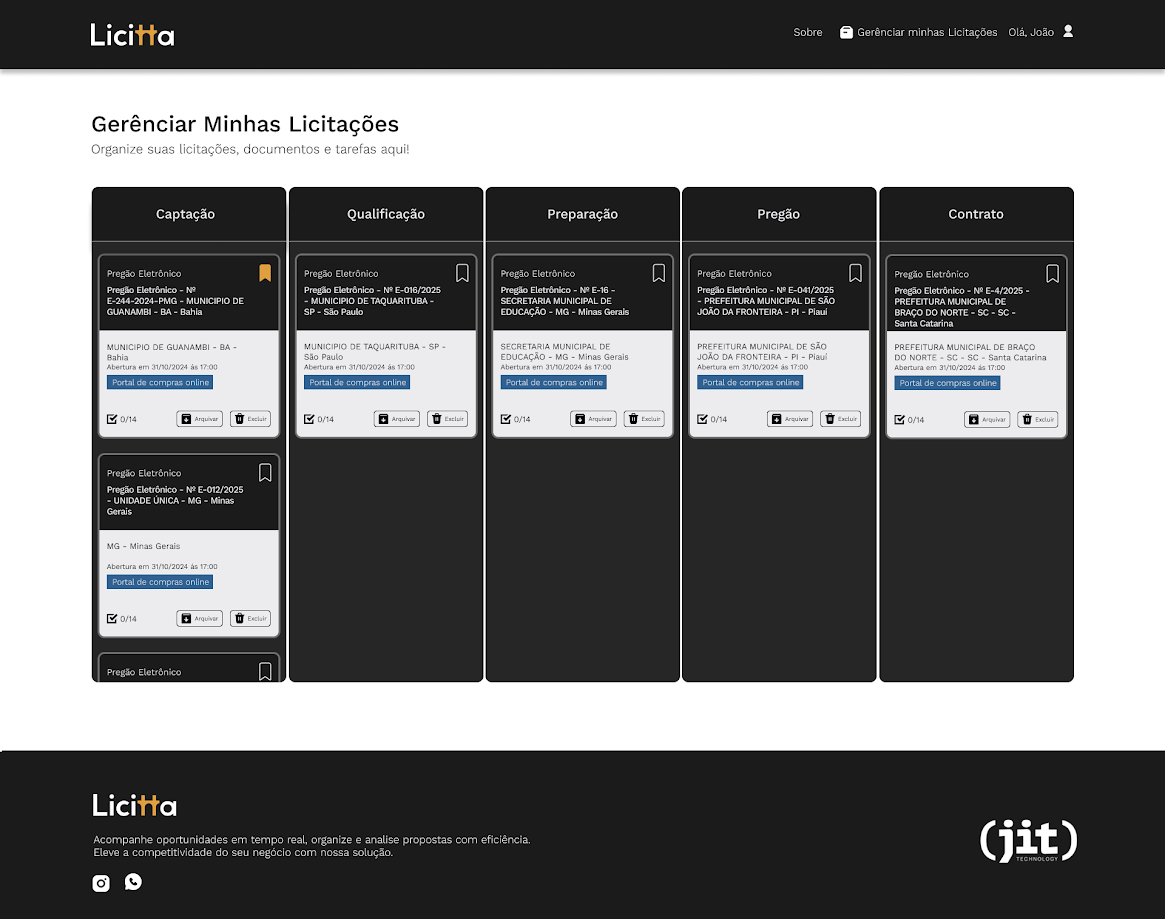 Licitta
Sobre
Gerênciar minhas Licitações
Olá, João
Gerênciar Minhas Licitações
Organize suas licitações, documentos e tarefas aqui!
Captação
Pregão Eletrônico
Pregão Eletrônico - Nº
E-244-2024-PMG - MUNICIPIO DE
GUANAMBI - BA - Bahia
MUNICIPIO DE GUANAMBI - BA -
Bahia
Abertura em 31/10/2024 ás 17:00
Portal de compras online
0/14
Arquivar
Excluir
Pregão Eletrônico
Pregão Eletrônico - Nº E-012/2025
- UNIDADE ÚNICA - MG - Minas
Gerais
MG - Minas Gerais
Abertura em 31/10/2024 ás 17:00
Portal de compras online
0/14
Arquivar
Excluir
Pregão Eletrônico
Qualificação
Pregão Eletrônico
Pregão Eletrônico - Nº E-016/2025
- MUNICIPIO DE TAQUARITUBA -
SP - São Paulo
MUNICIPIO DE TAQUARITUBA - SP -
São Paulo
Abertura em 31/10/2024 ás 17:00
Portal de compras online
0/14
Arquivar
Excluir
Preparação
Pregão Eletrônico
Pregão Eletrônico - Nº E-16 -
SECRETARIA MUNICIPAL DE
EDUCAÇÃO - MG - Minas Gerais
SECRETARIA MUNICIPAL DE
EDUCAÇÃO - MG - Minas Gerais
Abertura em 31/10/2024 ás 17:00
Portal de compras online
0/14
Arquivar
Excluir
Pregão
Pregão Eletrônico
Pregão Eletrônico - Nº E-041/2025
- PREFEITURA MUNICIPAL DE SÃO
JOÃO DA FRONTEIRA - PI - Piauí
PREFEITURA MUNICIPAL DE SÃO
JOÃO DA FRONTEIRA - PI - Piauí
Abertura em 31/10/2024 ás 17:00
Portal de compras online
0/14
Arquivar
Excluir
Contrato
Pregão Eletrônico
Pregão Eletrônico - Nº E-4/2025 -
PREFEITURA MUNICIPAL DE
BRAÇO DO NORTE - SC - SC -
Santa Catarina
PREFEITURA MUNICIPAL DE BRAÇO
DO NORTE - SC - SC - Santa Catarina
Abertura em 31/10/2024 ás 17:00
Portal de compras online
0/14
Arquivar
Excluir
Licitta
Acompanhe oportunidades em tempo real, organize e analise propostas com eficiência.
Eleve a competitividade do seu negócio com nossa solução.
(jit)
TECHNOLOGY